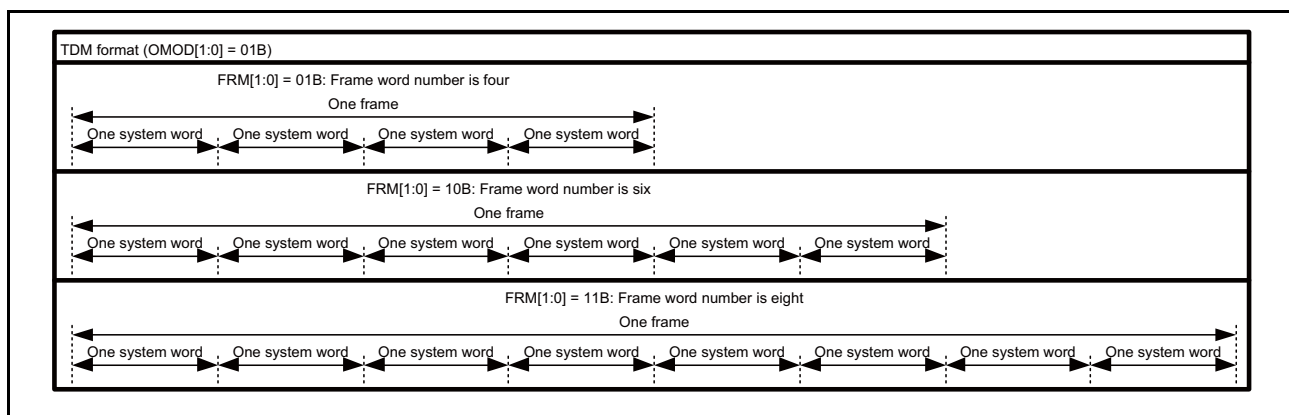 TDM format (OMOD[1:0] = 01B)
FRM[1:0] = 01B: Frame word number is four
One frame
One system word One system word One system word One system word
FRM[1:0] = 10B: Frame word number is six
One frame
One system word One system word One system word One system word One system word One system word
FRM[1:0] = 11B: Frame word number is eight
One frame
One system word One system word One system word One system word One system word One system word One system word One system word